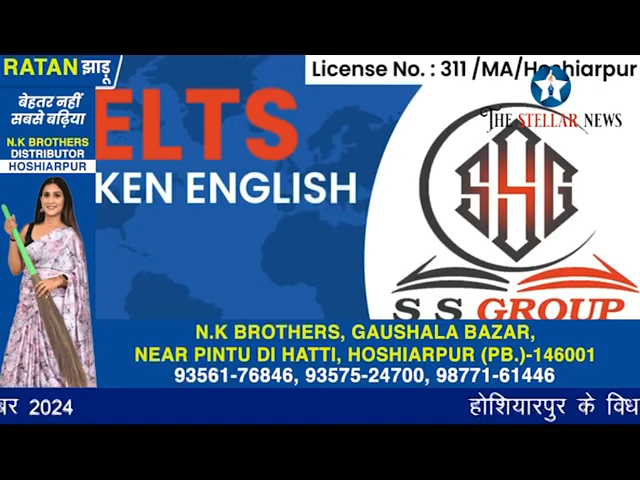 RATAN झाड़ू
बेहतर नहीं
सबसे बढ़िया
N.K BROTHERS
DISTRIBUTOR
HOSHIARPUR
License No. : 311 /MA/Hoshiarpur
THE STELLAR NEWS
ELTS
KEN ENGLISH
SHG
S S GROUP
N.K BROTHERS, GAUSHALA BAZAR,
NEAR PINTU DI HATTI, HOSHIARPUR (PB.)-146001
93561-76846, 93575-24700, 98771-61446
बर 2024 होशियारपुर के विध